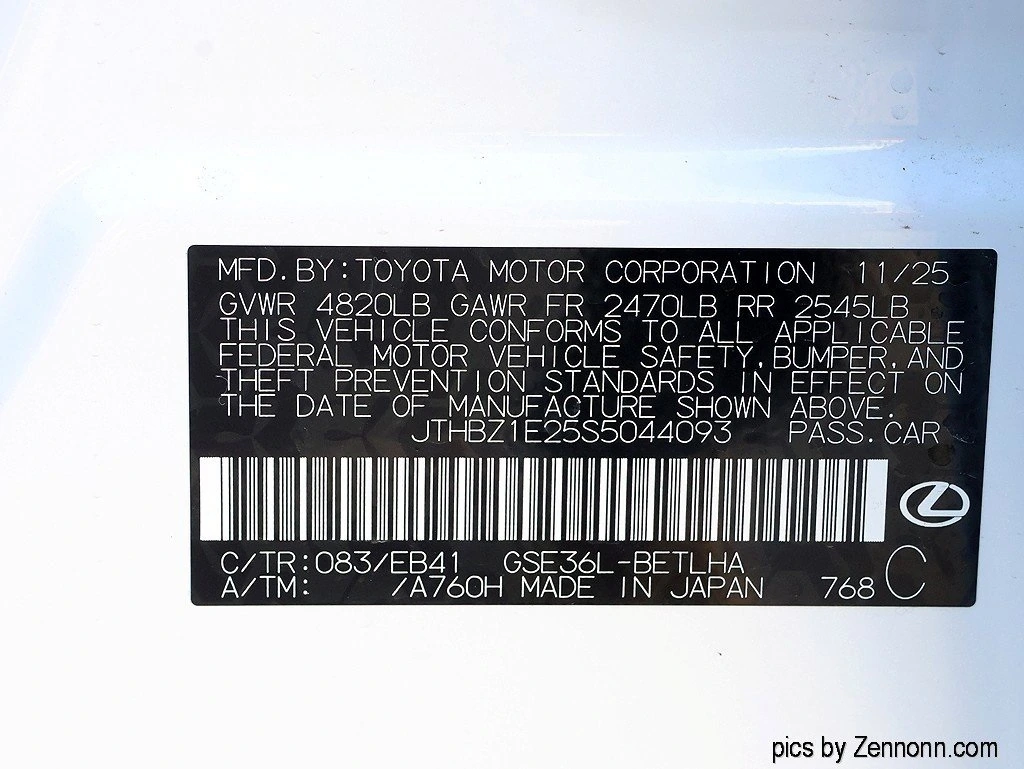 MFD.BY:TOYOTA MOTOR CORPORATION 11/25
GVWR 4820LB GAWR FR 2470LB RR 2545LB
THIS VEHICLE CONFORMS TO ALL APPLICABLE
FEDERAL MOTOR VEHICLE SAFETY,BUMPER,AND
THEFT PREVENTION STANDARDS IN EFFECT ON
THE DATE OF MANUFACTURE SHOWN ABOVE.
JTHBZ1E25S5044093 PASS.CAR
C/TR:083/EB41 GSE36L-BETLHA
A/TM: /A760H MADE IN JAPAN 768 C
pics by Zennonn.com